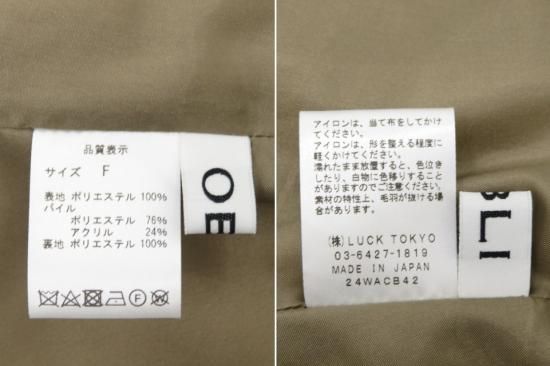 品質表示
サイズ F
表地 ポリエステル 100%
パイル
ポリエステル 76%
アクリル 24%
裏地 ポリエステル 100%
OE
アイロンは、当て布をしてかけ
てください。
アイロンは、形を整える程度に
軽くかけてください。
濡れたまま放置すると、色泣き
したり、白物に色移りすること
がありますのでご注意ください。
素材の特性上、毛羽が抜ける場
合があります。
(株) LUCK TOKYO
03-6427-1819
MADE IN JAPAN
24WACB42
BLI